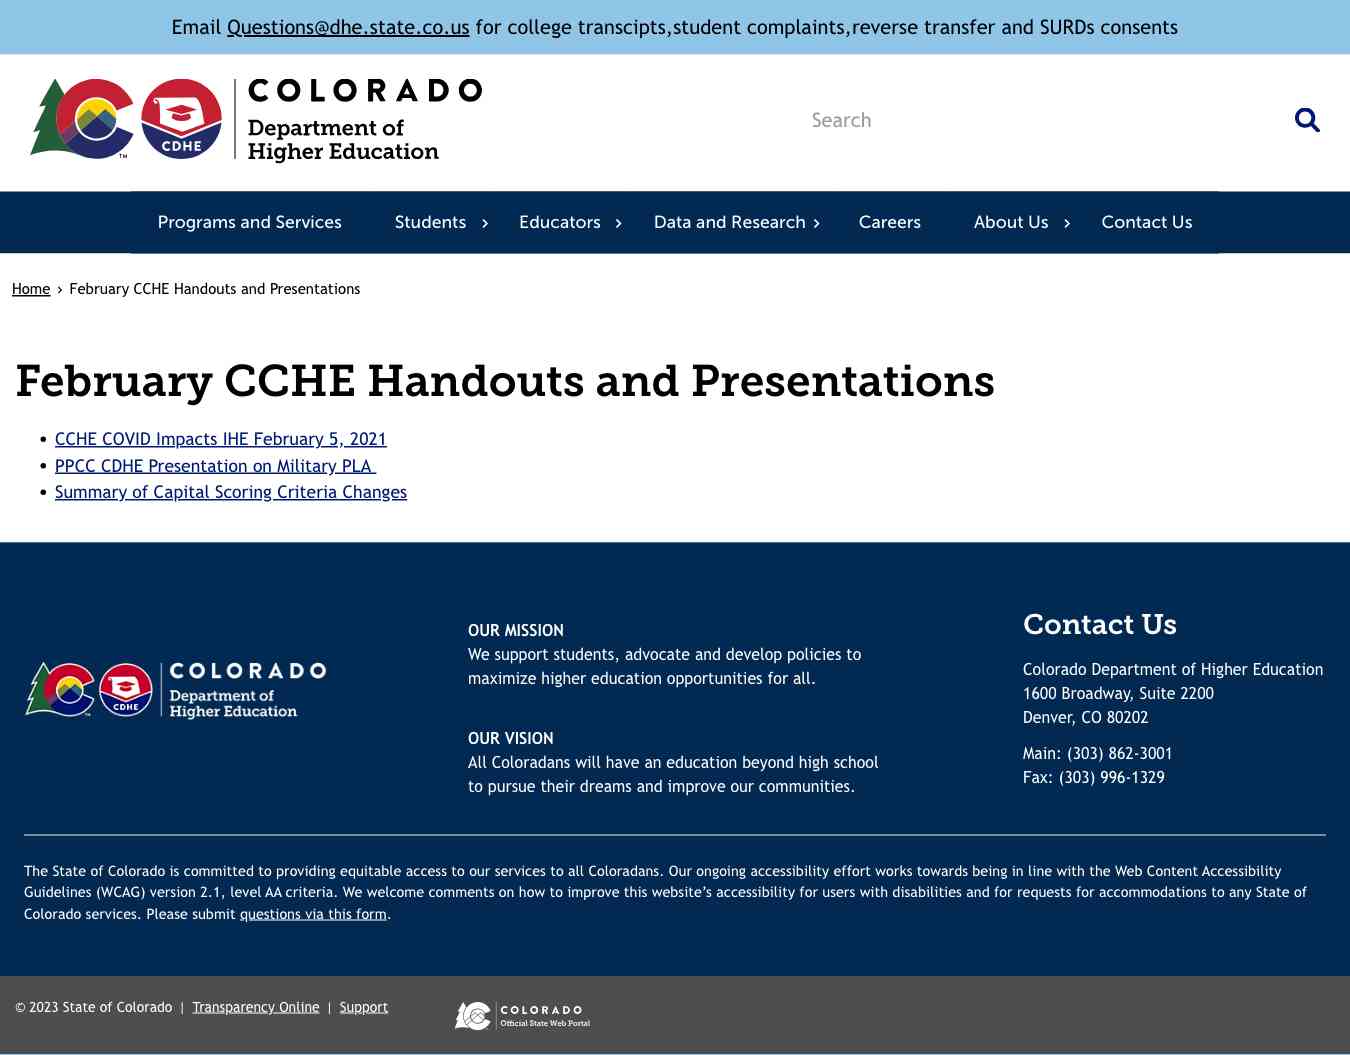 Email Questions@dhe.state.co.us for college transcipts,student complaints,reverse transfer and SURDs consents
CDHE
TM
COLORADO
Department of
Higher Education
Search
Programs and Services
Students
Educators
Data and Research
Careers
About Us
Contact Us
Home › February CCHE Handouts and Presentations
February CCHE Handouts and Presentations
• CCHE COVID Impacts IHE February 5, 2021
• PPCC CDHE Presentation on Military PLA
• Summary of Capital Scoring Criteria Changes
CDHE
TM
COLORADO
Department of
Higher Education
OUR MISSION
We support students, advocate and develop policies to
maximize higher education opportunities for all.
OUR VISION
All Coloradans will have an education beyond high school
to pursue their dreams and improve our communities.
Contact Us
Colorado Department of Higher Education
1600 Broadway, Suite 2200
Denver, CO 80202
Main: (303) 862-3001
Fax: (303) 996-1329
The State of Colorado is committed to providing equitable access to our services to all Coloradans. Our ongoing accessibility effort works towards being in line with the Web Content Accessibility
Guidelines (WCAG) version 2.1, level AA criteria. We welcome comments on how to improve this website’s accessibility for users with disabilities and for requests for accommodations to any State of
Colorado services. Please submit questions via this form.
© 2023 State of Colorado | Transparency Online | Support
COLORADO
Official State Web Portal